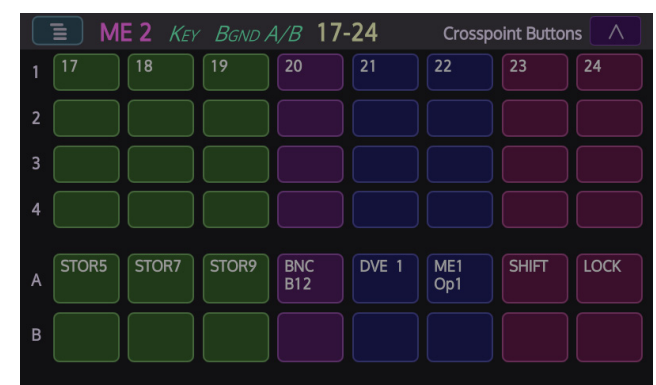 ME 2 KEY BGND A/B 17-24 Crosspoint Buttons
1 17 18 19 20 21 22 23 24
2
3
4
A STOR5 STOR7 STOR9 BNC B12 DVE 1 ME1 Op1 SHIFT LOCK
B